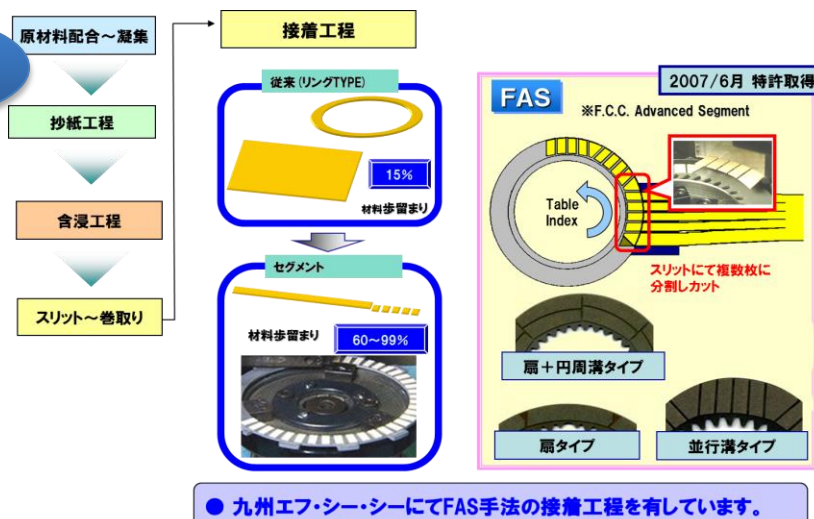 原材料配合～凝集
抄紙工程
含浸工程
スリット～巻取り
接着工程
従来(リングTYPE)
15%
材料歩留まり
セグメント
材料歩留まり
60～99%
2007/6月 特許取得
FAS
※F.C.C. Advanced Segment
Table
Index
スリットにて複数枚に
分割しカット
扇＋円周溝タイプ
扇タイプ
並行溝タイプ
● 九州エフ・シー・シーにてFAS手法の接着工程を有しています。